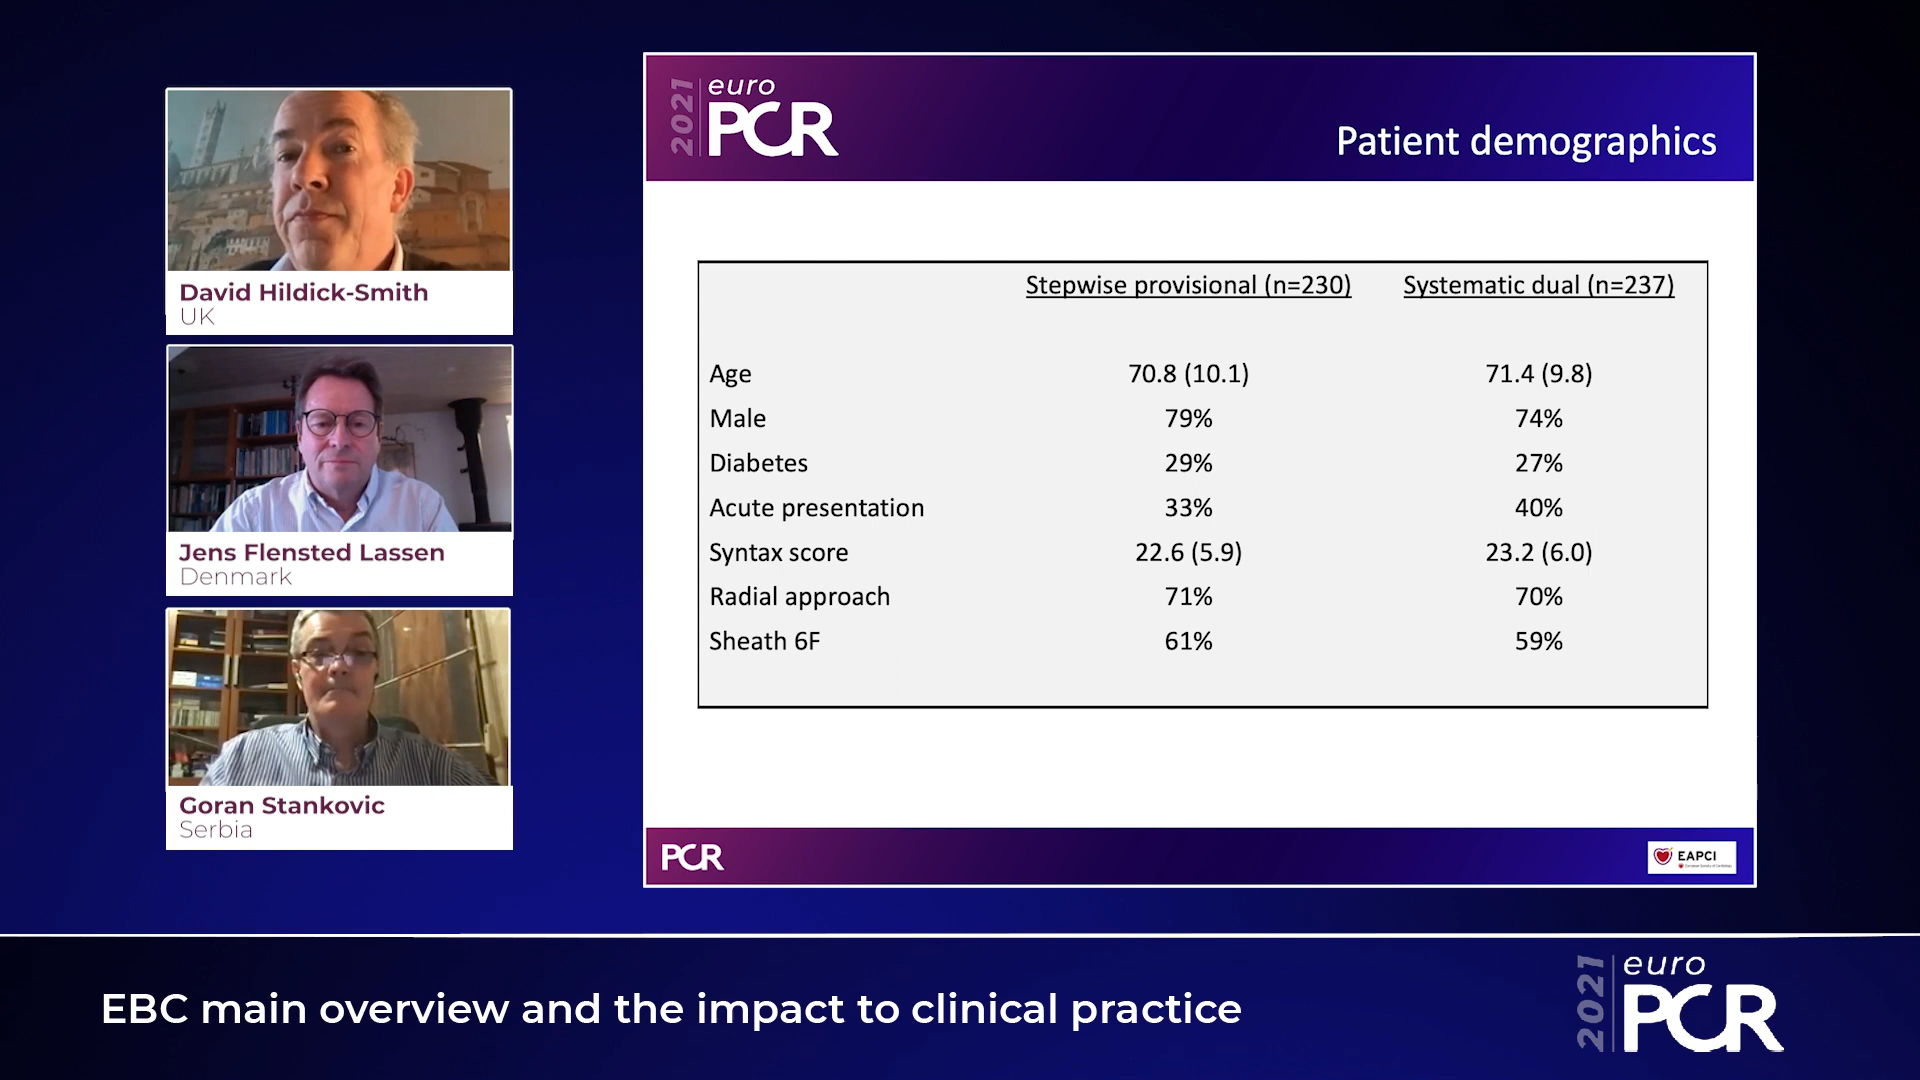 David Hildick-Smith
UK
Jens Flensted Lassen
Denmark
Goran Stankovic
Serbia
2021 euro
PCR
Patient demographics
Stepwise provisional (n=230) Systematic dual (n=237)
Age 70.8 (10.1) 71.4 (9.8)
Male 79% 74%
Diabetes 29% 27%
Acute presentation 33% 40%
Syntax score 22.6 (5.9) 23.2 (6.0)
Radial approach 71% 70%
Sheath 6F 61% 59%
PCR
EAPCI
EBC main overview and the impact to clinical practice
2021 euro
PCR